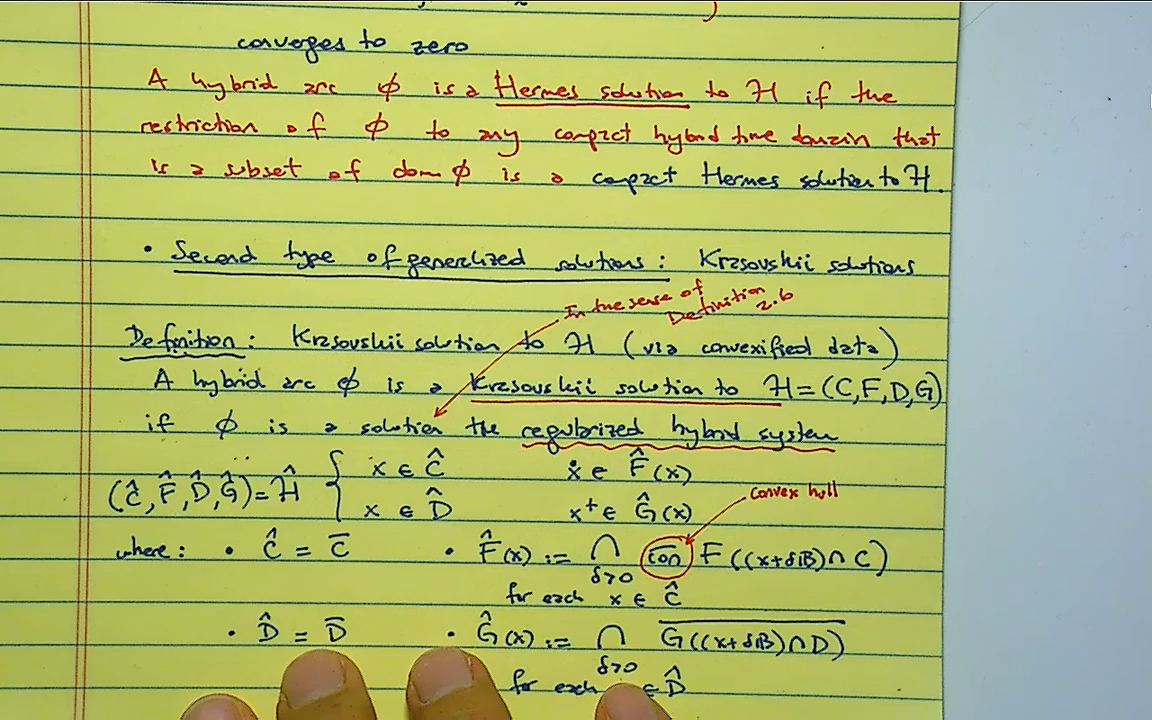 converges to zero
A hybrid arc ϕ is a Hermes solution to H if the
restriction of ϕ to any compact hybrid time domain that
is a subset of dom ϕ is a compact Hermes solution to H.
• Second type of generalized solutions: Krasovskii solutions
In the sense of
Definition 2.6
Definition: Krasovskii solution to H (via convexified data)
A hybrid arc ϕ is a Krasovskii solution to H=(C,F,D,G)
if ϕ is a solution the regularized hybrid system
(Ĉ,F̂,D̂,Ĝ)=Ĥ { x ∈ Ĉ ẋ ∈ F̂(x)
x ∈ D̂ x⁺ ∈ Ĝ(x)
convex hull
where: • Ĉ = C̅ • F̂(x) := ∩_{δ>0} c̅o̅n̅ F((x+δB)∩C)
for each x ∈ Ĉ
• D̂ = D̅ • Ĝ(x) := ∩_{δ>0} \overline{G((x+δB)∩D)}
for each ∈ D̂